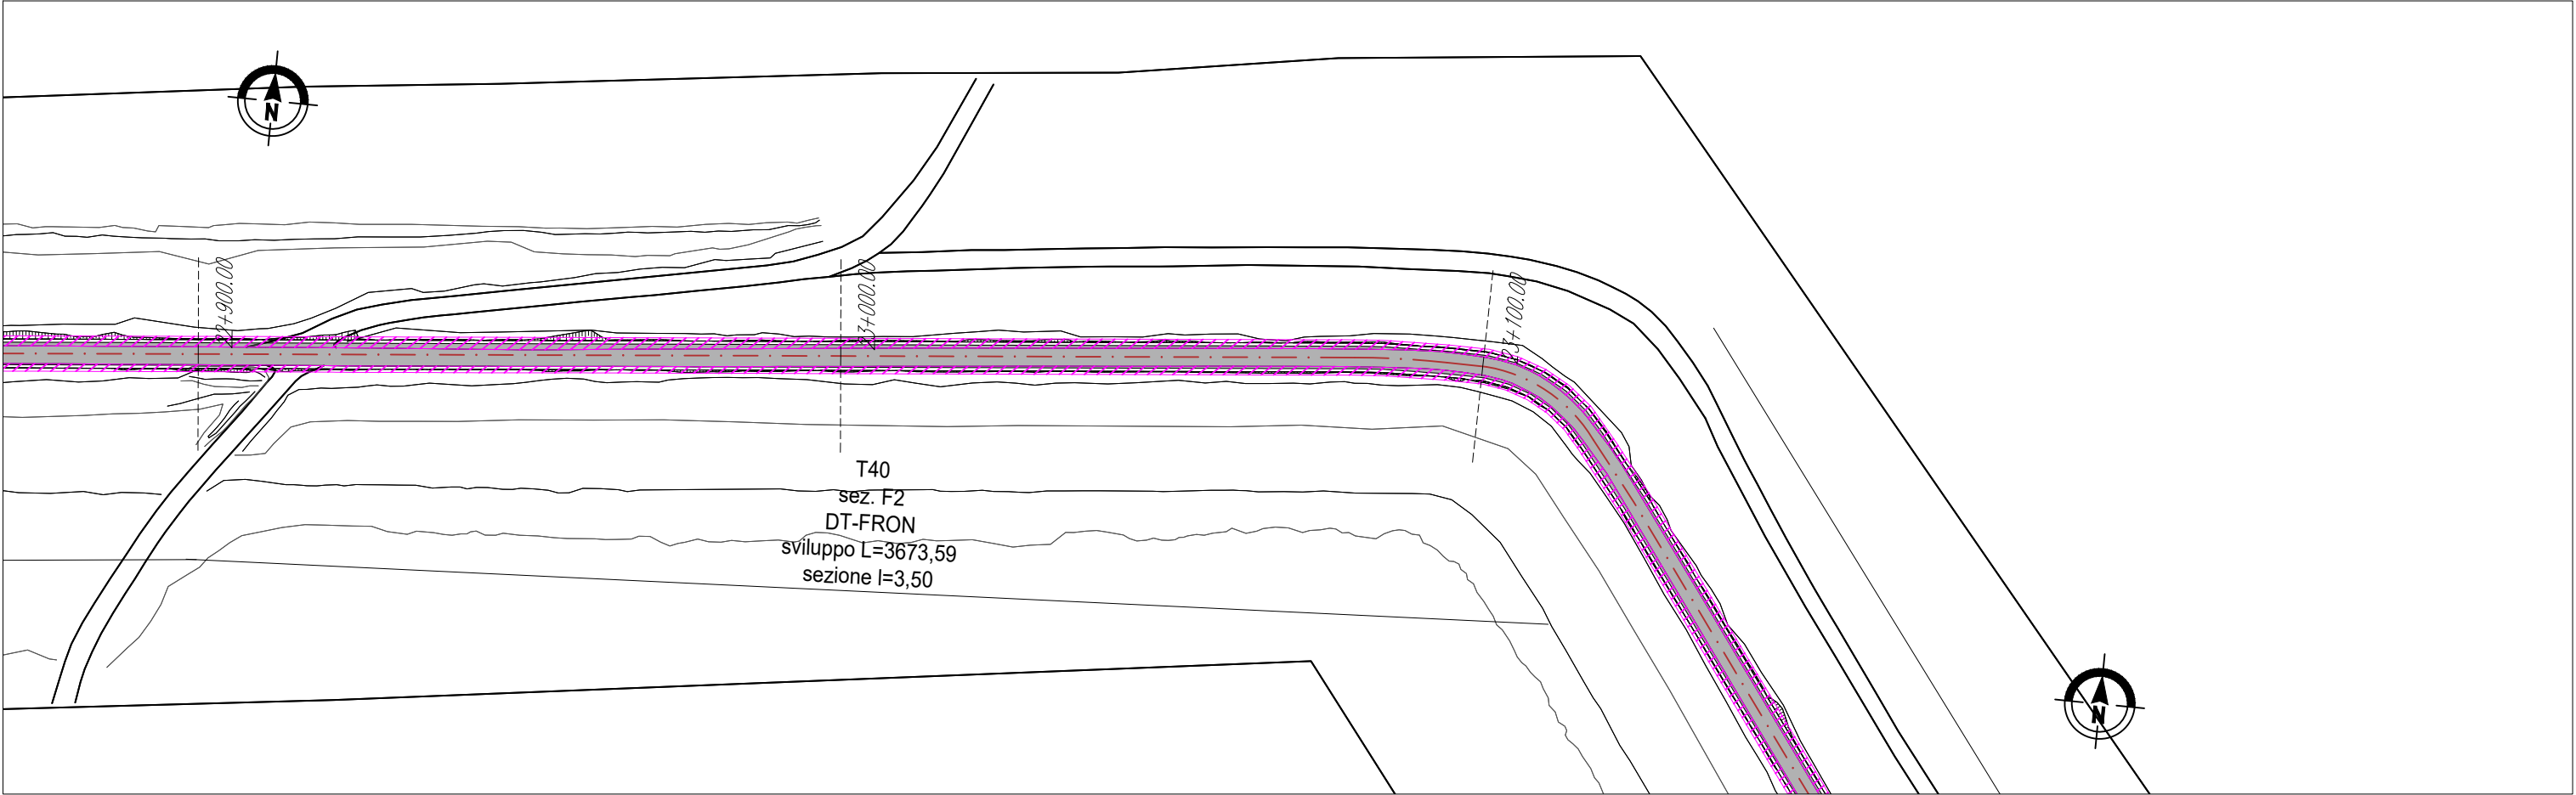 N
22+900.00
23+000.00
23+100.00
T40
sez. F2
DT-FRON
sviluppo L=3673,59
sezione l=3,50
N